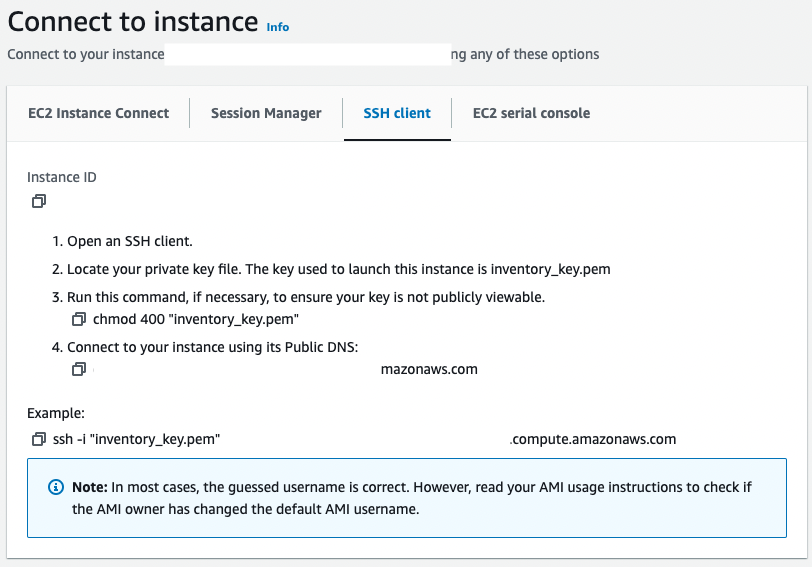 Connect to instance Info
Connect to your instance ng any of these options
EC2 Instance Connect Session Manager SSH client EC2 serial console
Instance ID
1. Open an SSH client.
2. Locate your private key file. The key used to launch this instance is inventory_key.pem
3. Run this command, if necessary, to ensure your key is not publicly viewable.
chmod 400 "inventory_key.pem"
4. Connect to your instance using its Public DNS:
mazonaws.com
Example:
ssh -i "inventory_key.pem" .compute.amazonaws.com
Note: In most cases, the guessed username is correct. However, read your AMI usage instructions to check if
the AMI owner has changed the default AMI username.